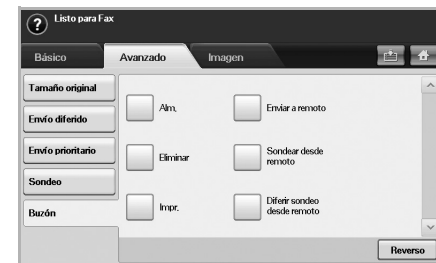 Listo para Fax
Básico
Avanzado
Imagen
Tamaño original
Envío diferido
Envío prioritario
Sondeo
Buzón
Alm.
Enviar a remoto
Eliminar
Sondear desde
remoto
Impr.
Diferir sondeo
desde remoto
Reverso